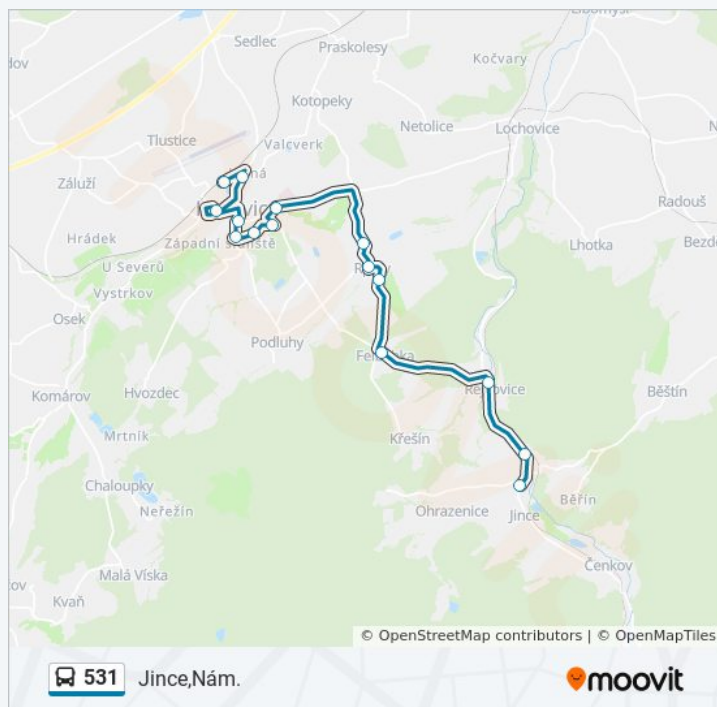 Libomyšl
Sedlec
Praskolesy
Kočvary
Kotopeky
Netolice
Lochovice
Tlustice
Valcverk
Záluží
Radouš
Hrádek
Západní
Lhotka
U Severů
Vystrkov
Osek
Podluhy
Hvozdec
Běštín
Komárov
Křešín
Mrtník
Chaloupky
Ohrazenice
Běřín
Neřežín
Jince
Čenkov
Malá Víska
Kvaň
© OpenStreetMap contributors | © OpenMapTiles
531 Jince,Nám.
moovit